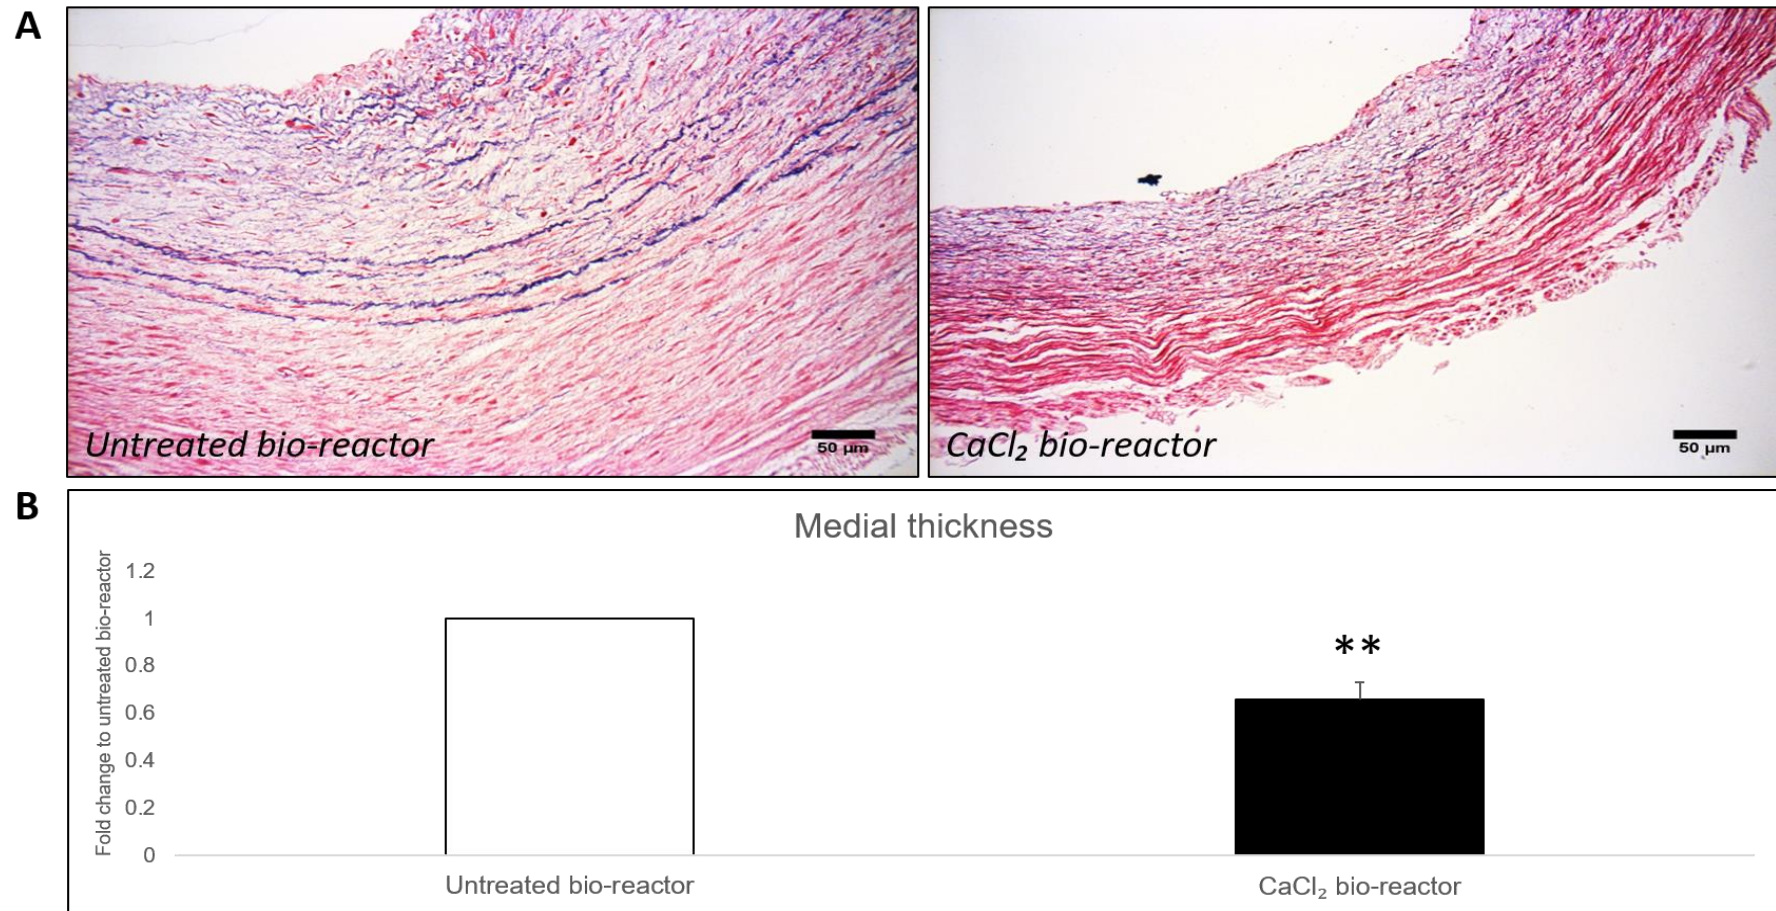 A
Untreated bio-reactor
50 µm
CaCl₂ bio-reactor
50 µm
B
Medial thickness
Fold change to untreated bio-reactor
1.2
1
0.8
0.6
0.4
0.2
0
**
Untreated bio-reactor
CaCl₂ bio-reactor